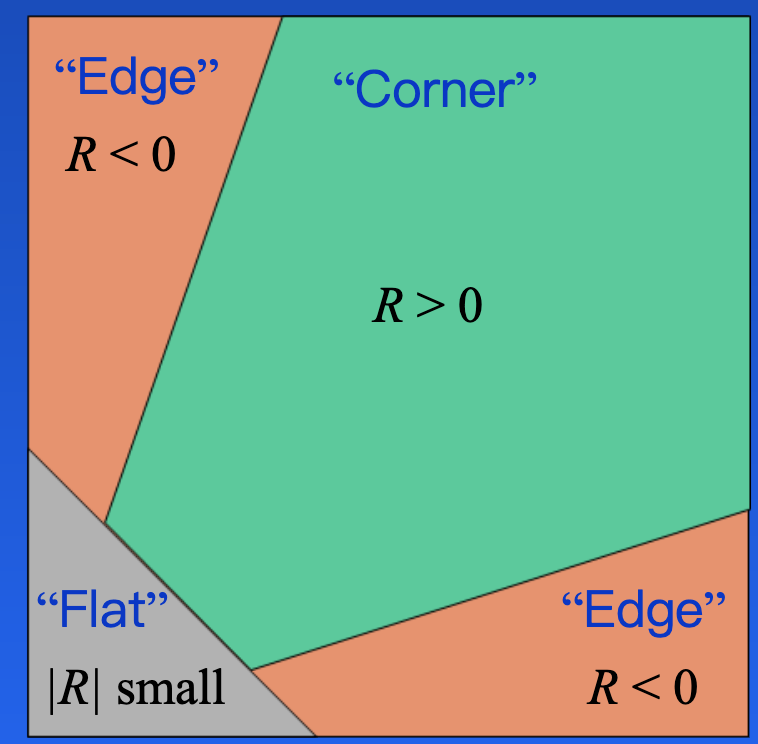 “Edge”
R < 0
“Corner”
R > 0
“Flat”
|R| small
“Edge”
R < 0